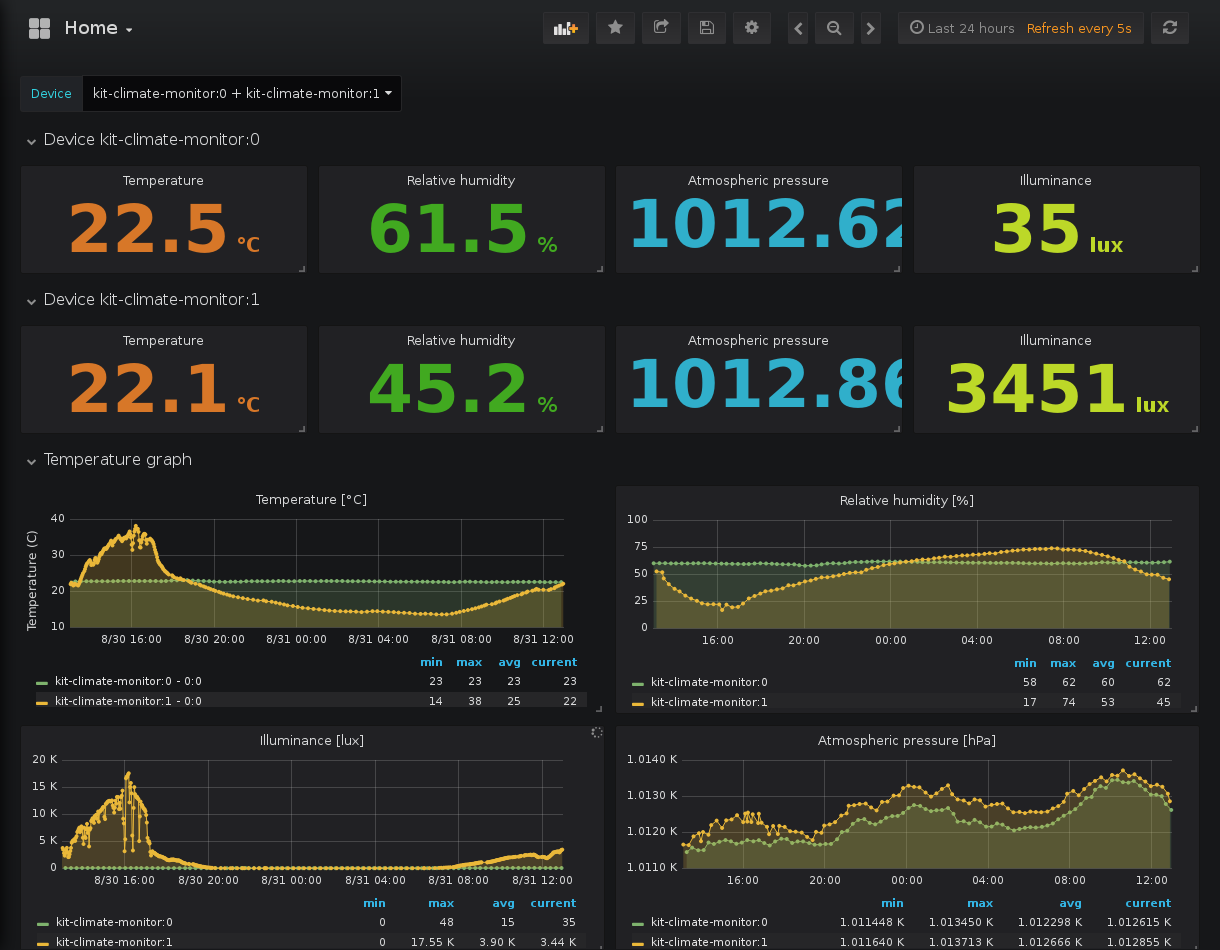 Home
Last 24 hours Refresh every 5s
Device kit-climate-monitor:0 + kit-climate-monitor:1
Device kit-climate-monitor:0
Temperature Relative humidity Atmospheric pressure Illuminance
22.5 °C 61.5 % 1012.62 35 lux
Device kit-climate-monitor:1
Temperature Relative humidity Atmospheric pressure Illuminance
22.1 °C 45.2 % 1012.86 3451 lux
Temperature graph
Temperature [°C]
Temperature (C)
40
30
20
10
8/30 16:00 8/30 20:00 8/31 00:00 8/31 04:00 8/31 08:00 8/31 12:00
min max avg current
kit-climate-monitor:0 - 0:0 23 23 23 23
kit-climate-monitor:1 - 0:0 14 38 25 22
Relative humidity [%]
100
75
50
25
0
16:00 20:00 00:00 04:00 08:00 12:00
min max avg current
kit-climate-monitor:0 58 62 60 62
kit-climate-monitor:1 17 74 53 45
Illuminance [lux]
20 K
15 K
10 K
5 K
0
8/30 16:00 8/30 20:00 8/31 00:00 8/31 04:00 8/31 08:00 8/31 12:00
min max avg current
kit-climate-monitor:0 0 48 15 35
kit-climate-monitor:1 0 17.55 K 3.90 K 3.44 K
Atmospheric pressure [hPa]
1.0140 K
1.0130 K
1.0120 K
1.0110 K
16:00 20:00 00:00 04:00 08:00 12:00
min max avg current
kit-climate-monitor:0 1.011448 K 1.013450 K 1.012298 K 1.012615 K
kit-climate-monitor:1 1.011640 K 1.013713 K 1.012666 K 1.012855 K